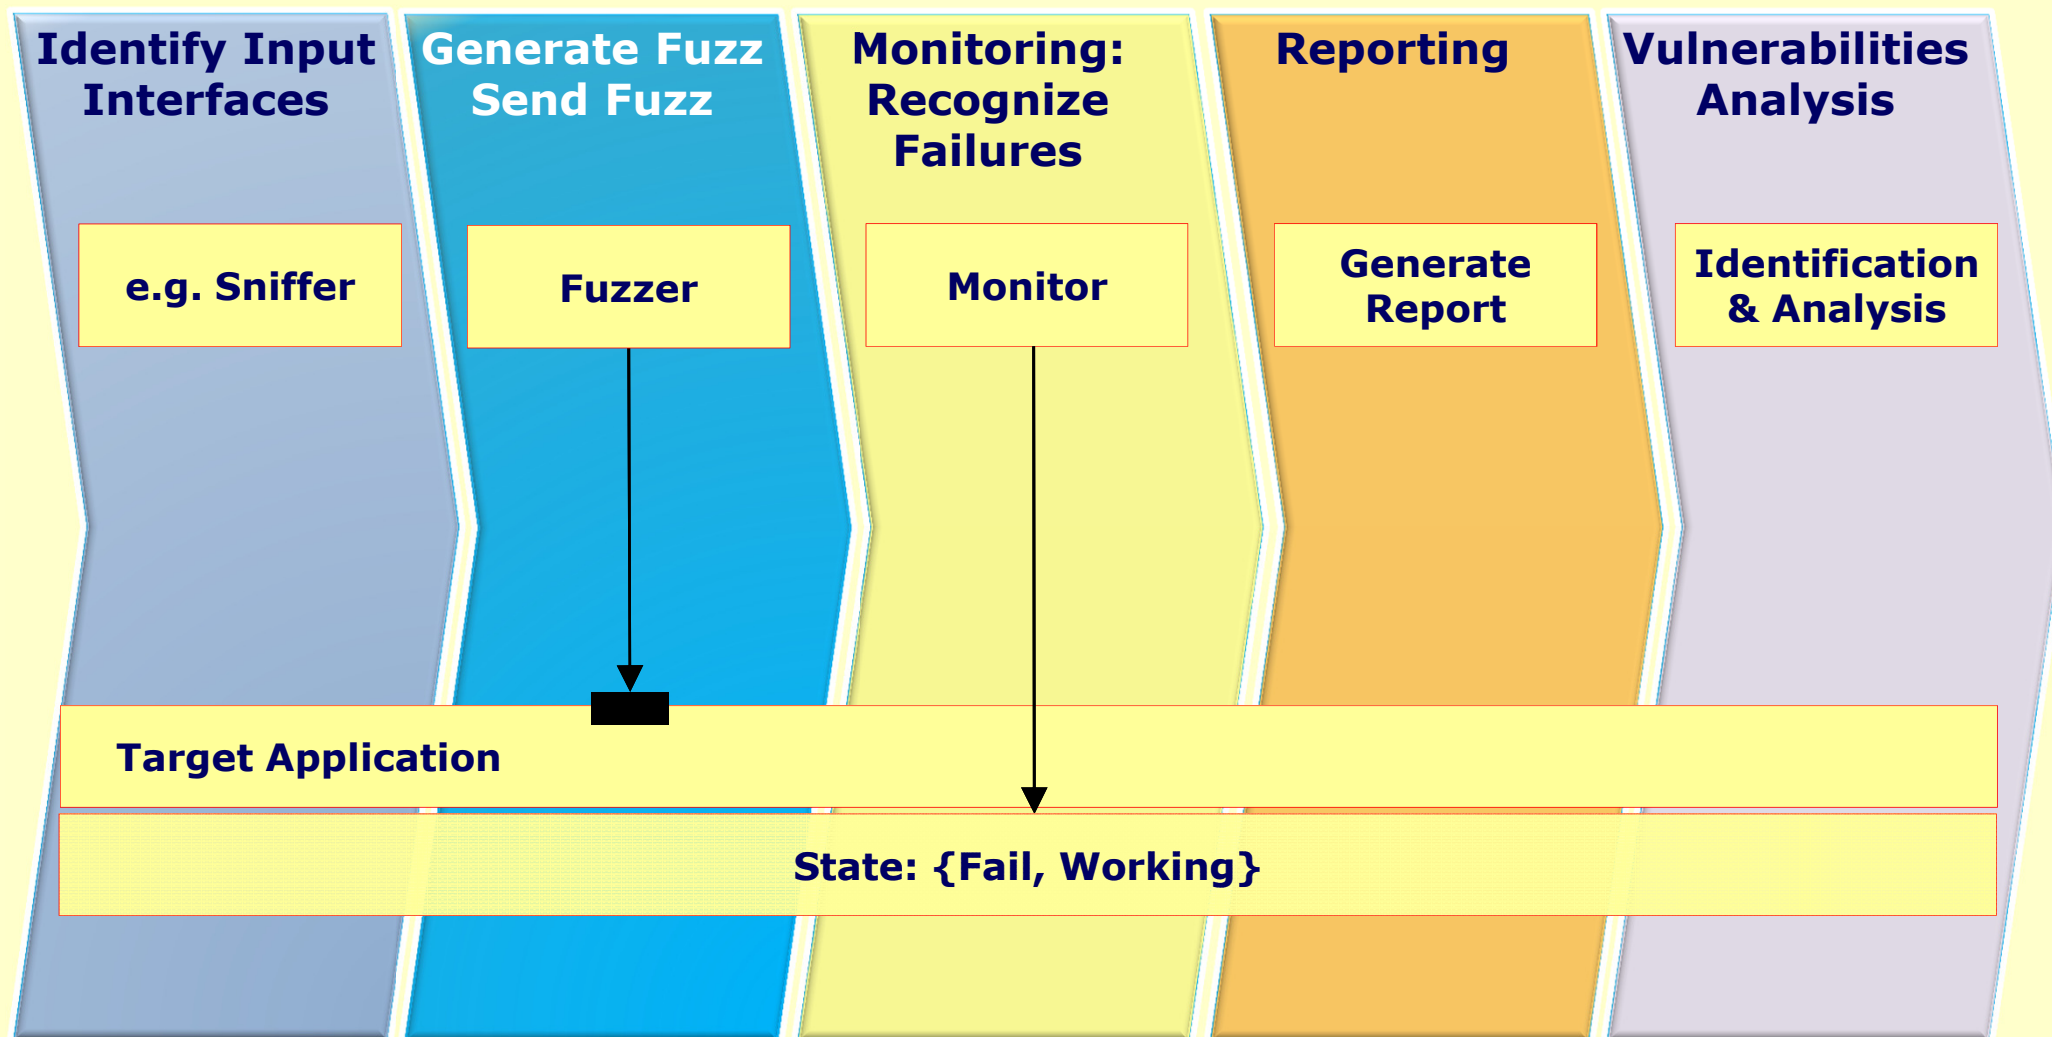 Identify Input
Interfaces
Generate Fuzz
Send Fuzz
Monitoring:
Recognize
Failures
Reporting
Vulnerabilities
Analysis
e.g. Sniffer
Fuzzer
Monitor
Generate
Report
Identification
& Analysis
Target Application
State: {Fail, Working}